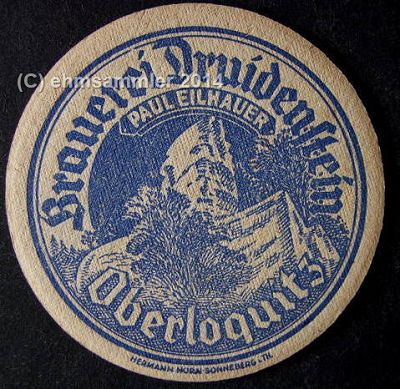 (C) ehmsammler 2014
Brauerei Druidenstein
PAUL EILHAUER
Oberloquitz
HERMANN HORN-SONNEBERG i.TH.